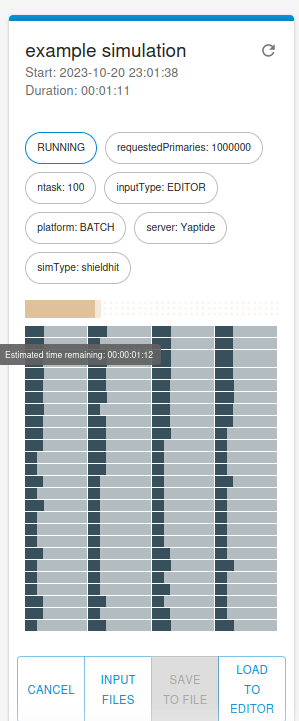 example simulation
Start: 2023-10-20 23:01:38
Duration: 00:01:11
RUNNING
requestedPrimaries: 1000000
ntask: 100
inputType: EDITOR
platform: BATCH
server: Yaptide
simType: shieldhit
Estimated time remaining: 00:00:01:12
CANCEL
INPUT
FILES
SAVE
TO FILE
LOAD
TO
EDITOR